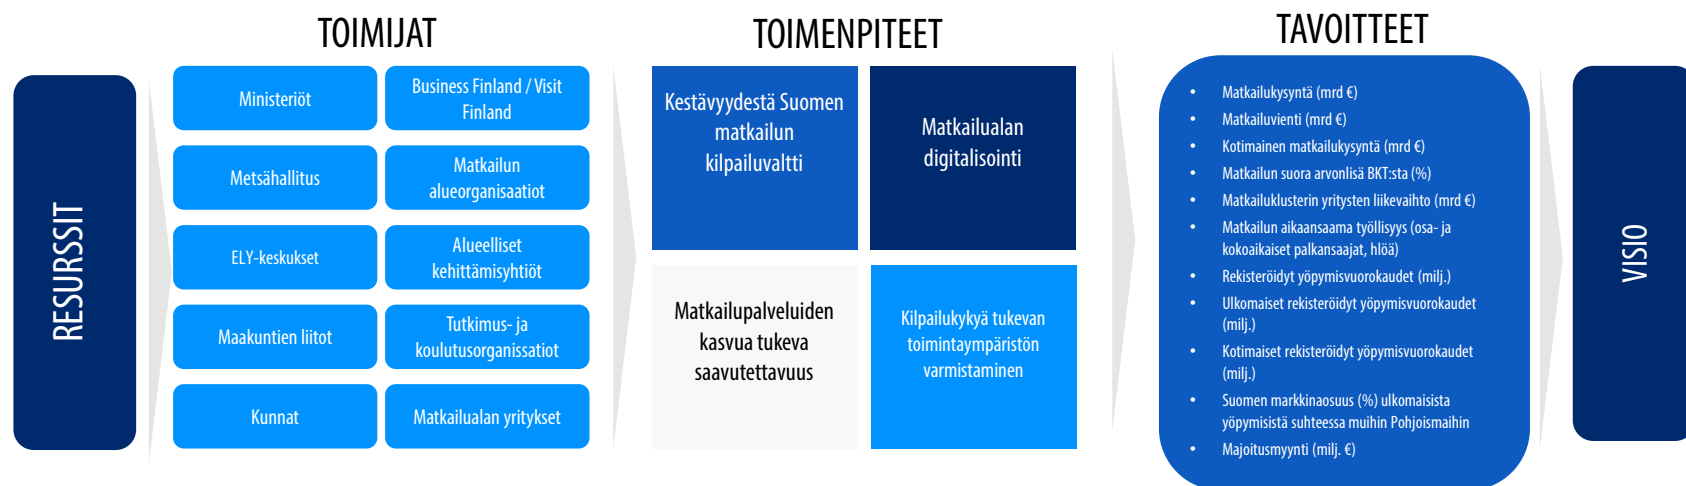 RESURSSIT
TOIMIJAT
Ministeriöt
Business Finland / Visit
Finland
Metsähallitus
Matkailun
alueorganisaatiot
ELY-keskukset
Alueelliset
kehittämisyhtiöt
Maakuntien liitot
Tutkimus- ja
koulutusorganissatiot
Kunnat
Matkailualan yritykset
TOIMENPITEET
Kestävyydestä Suomen
matkailun
kilpailuvaltti
Matkailualan
digitalisointi
Matkailupalveluiden
kasvua tukeva
saavutettavuus
Kilpailukykyä tukevan
toimintaympäristön
varmistaminen
TAVOITTEET
• Matkailukysyntä (mrd €)
• Matkailuvienti (mrd €)
• Kotimainen matkailukysyntä (mrd €)
• Matkailun suora arvonlisä BKT:sta (%)
• Matkailuklusterin yritysten liikevaihto (mrd €)
• Matkailun aikaansaama työllisyys (osa- ja
kokoaikaiset palkansaajat, hlöä)
• Rekisteröidyt yöpymisvuorokaudet (milj.)
• Ulkomaiset rekisteröidyt yöpymisvuorokaudet
(milj.)
• Kotimaiset rekisteröidyt yöpymisvuorokaudet
(milj.)
• Suomen markkinaosuus (%) ulkomaisista
yöpymisistä suhteessa muihin Pohjoismaihin
• Majoitusmyynti (milj. €)
VISIO